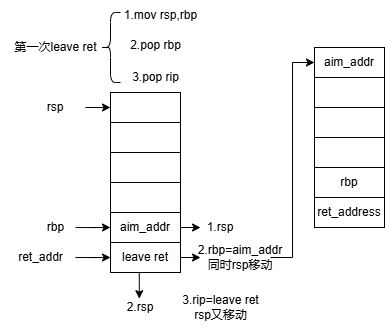 1.mov rsp,rbp
第一次leave ret
2.pop rbp
3.pop rip
aim_addr
rsp
rbp
rbp
aim_addr
1.rsp
ret_address
ret_addr
leave ret
2.rbp=aim_addr
同时rsp移动
2.rsp
3.rip=leave ret
rsp又移动